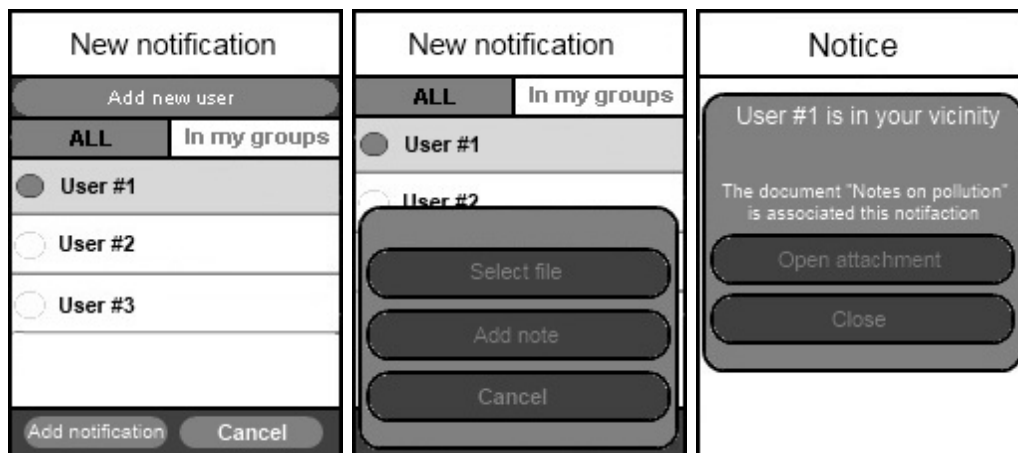 New notification
Add new user
ALL
In my groups
User #1
User #2
User #3
Add notification
Cancel
New notification
ALL
In my groups
User #1
User #2
Select file
Add note
Cancel
Notice
User #1 is in your vicinity
The document "Notes on pollution"
is associated this notifaction
Open attachment
Close